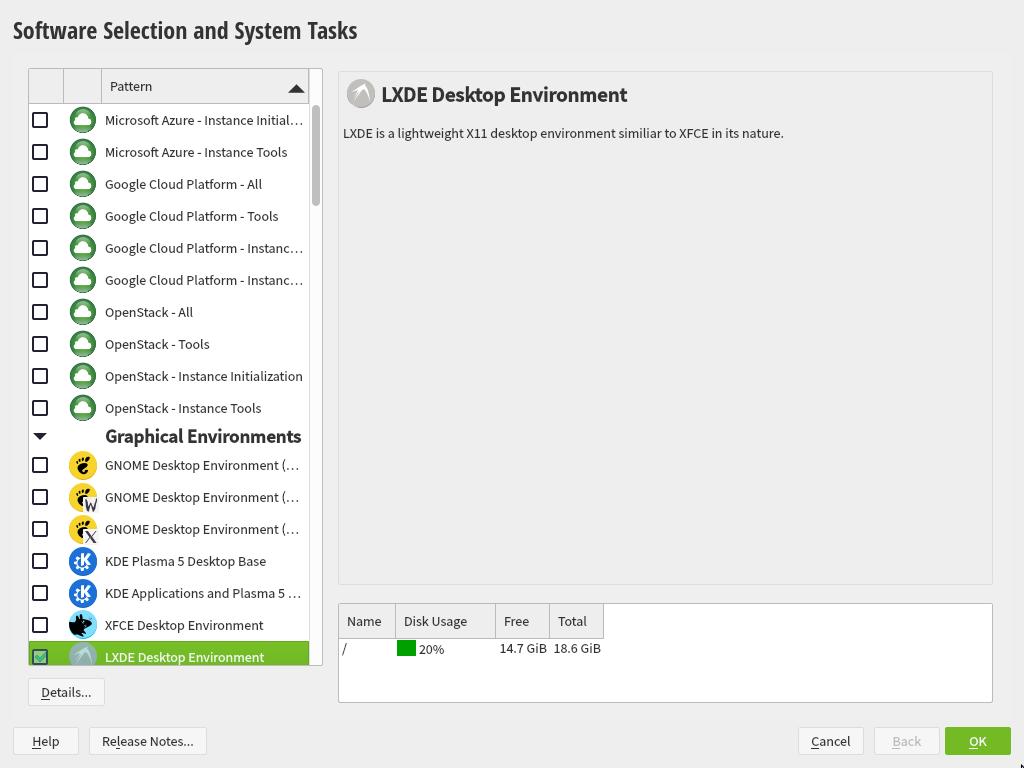 Software Selection and System Tasks
Pattern
Microsoft Azure - Instance Initial…
Microsoft Azure - Instance Tools
Google Cloud Platform - All
Google Cloud Platform - Tools
Google Cloud Platform - Instanc…
Google Cloud Platform - Instanc…
OpenStack - All
OpenStack - Tools
OpenStack - Instance Initialization
OpenStack - Instance Tools
Graphical Environments
GNOME Desktop Environment (…
GNOME Desktop Environment (…
W
GNOME Desktop Environment (…
X
KDE Plasma 5 Desktop Base
KDE Applications and Plasma 5 …
XFCE Desktop Environment
LXDE Desktop Environment
Details...
LXDE Desktop Environment
LXDE is a lightweight X11 desktop environment similiar to XFCE in its nature.
Name Disk Usage Free Total
/ 20% 14.7 GiB 18.6 GiB
Help Release Notes... Cancel Back OK